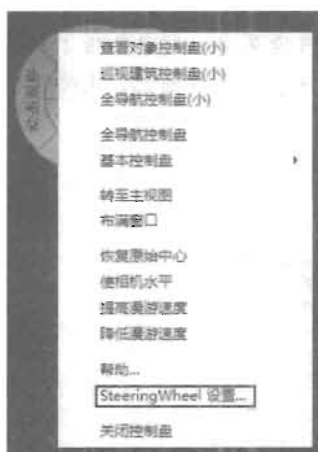 查看对象控制盘(小)
巡视建筑控制盘(小)
全导航控制盘(小)
全导航控制盘
基本控制盘
转至主视图
布满窗口
恢复原始中心
使相机水平
提高漫游速度
降低漫游速度
帮助...
SteeringWheel 设置...
关闭控制盘